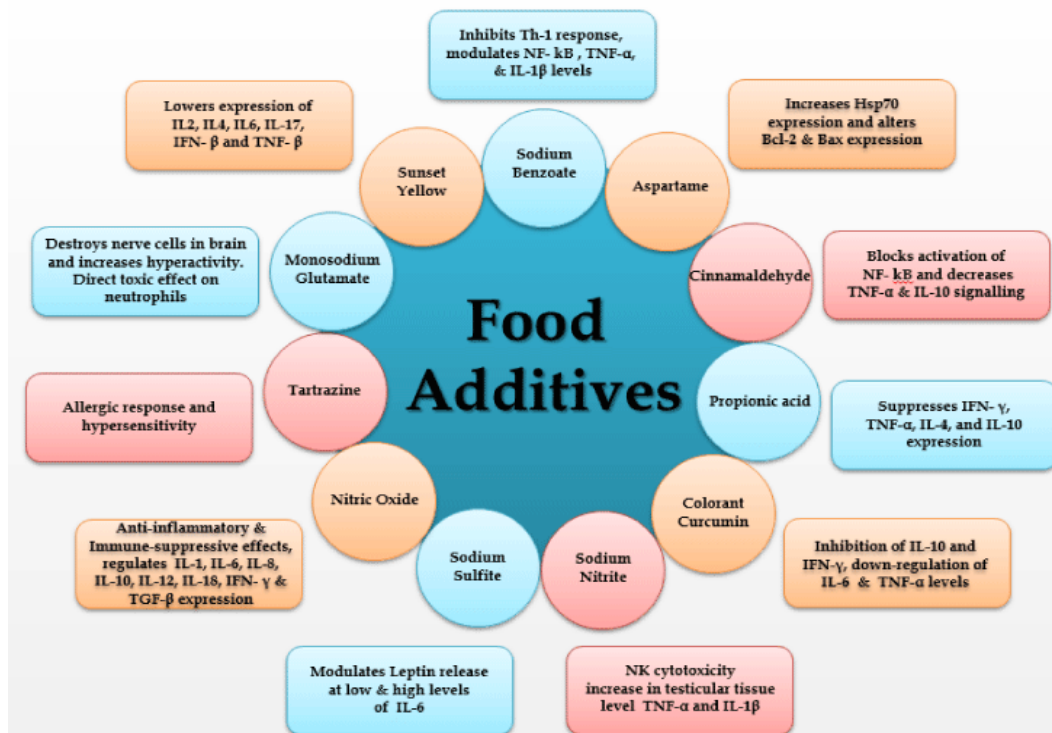 Inhibits Th-1 response,
modulates NF- kB , TNF-α,
& IL-1β levels
Lowers expression of
IL2, IL4, IL6, IL-17,
IFN- β and TNF- β
Increases Hsp70
expression and alters
Bcl-2 & Bax expression
Sunset
Yellow
Sodium
Benzoate
Aspartame
Destroys nerve cells in brain
and increases hyperactivity.
Direct toxic effect on
neutrophils
Monosodium
Glutamate
Cinnamaldehyde
Blocks activation of
NF- kB and decreases
TNF-α & IL-10 signalling
Food
Additives
Allergic response and
hypersensitivity
Tartrazine
Propionic acid
Suppresses IFN- γ,
TNF-α, IL-4, and IL-10
expression
Nitric Oxide
Colorant
Curcumin
Anti-inflammatory &
Immune-suppressive effects,
regulates IL-1, IL-6, IL-8,
IL-10, IL-12, IL-18, IFN- γ &
TGF-β expression
Sodium
Sulfite
Sodium
Nitrite
Inhibition of IL-10 and
IFN-γ, down-regulation of
IL-6 & TNF-α levels
Modulates Leptin release
at low & high levels
of IL-6
NK cytotoxicity
increase in testicular tissue
level TNF-α and IL-1β